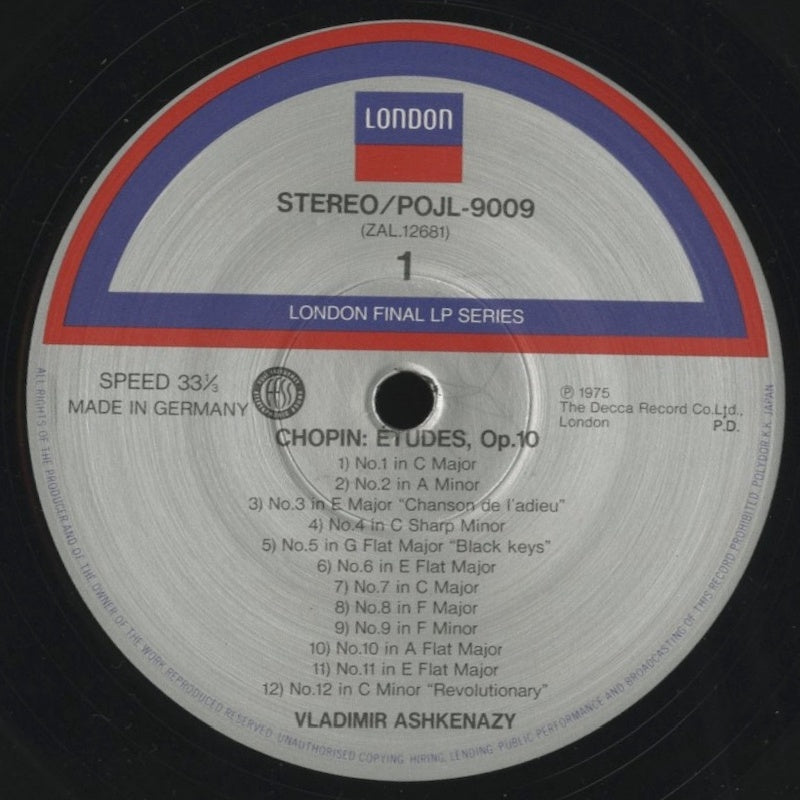 LONDON
STEREO/POJL-9009
(ZAL.12681)
1
LONDON FINAL LP SERIES
SPEED 33⅓
MADE IN GERMANY
℗ 1975
The Decca Record Co.Ltd.,
London
P.D.
CHOPIN: ETUDES, Op.10
1) No.1 in C Major
2) No.2 in A Minor
3) No.3 in E Major "Chanson de l'adieu"
4) No.4 in C Sharp Minor
5) No.5 in G Flat Major "Black keys"
6) No.6 in E Flat Major
7) No.7 in C Major
8) No.8 in F Major
9) No.9 in F Minor
10) No.10 in A Flat Major
11) No.11 in E Flat Major
12) No.12 in C Minor "Revolutionary"
VLADIMIR ASHKENAZY
ALL RIGHTS OF THE PRODUCER AND OF THE OWNER OF THE WORK REPRODUCED RESERVED. UNAUTHORISED COPYING, HIRING, LENDING, PUBLIC PERFORMANCE AND BROADCASTING OF THIS RECORD PROHIBITED. POLYDOR K.K. JAPAN